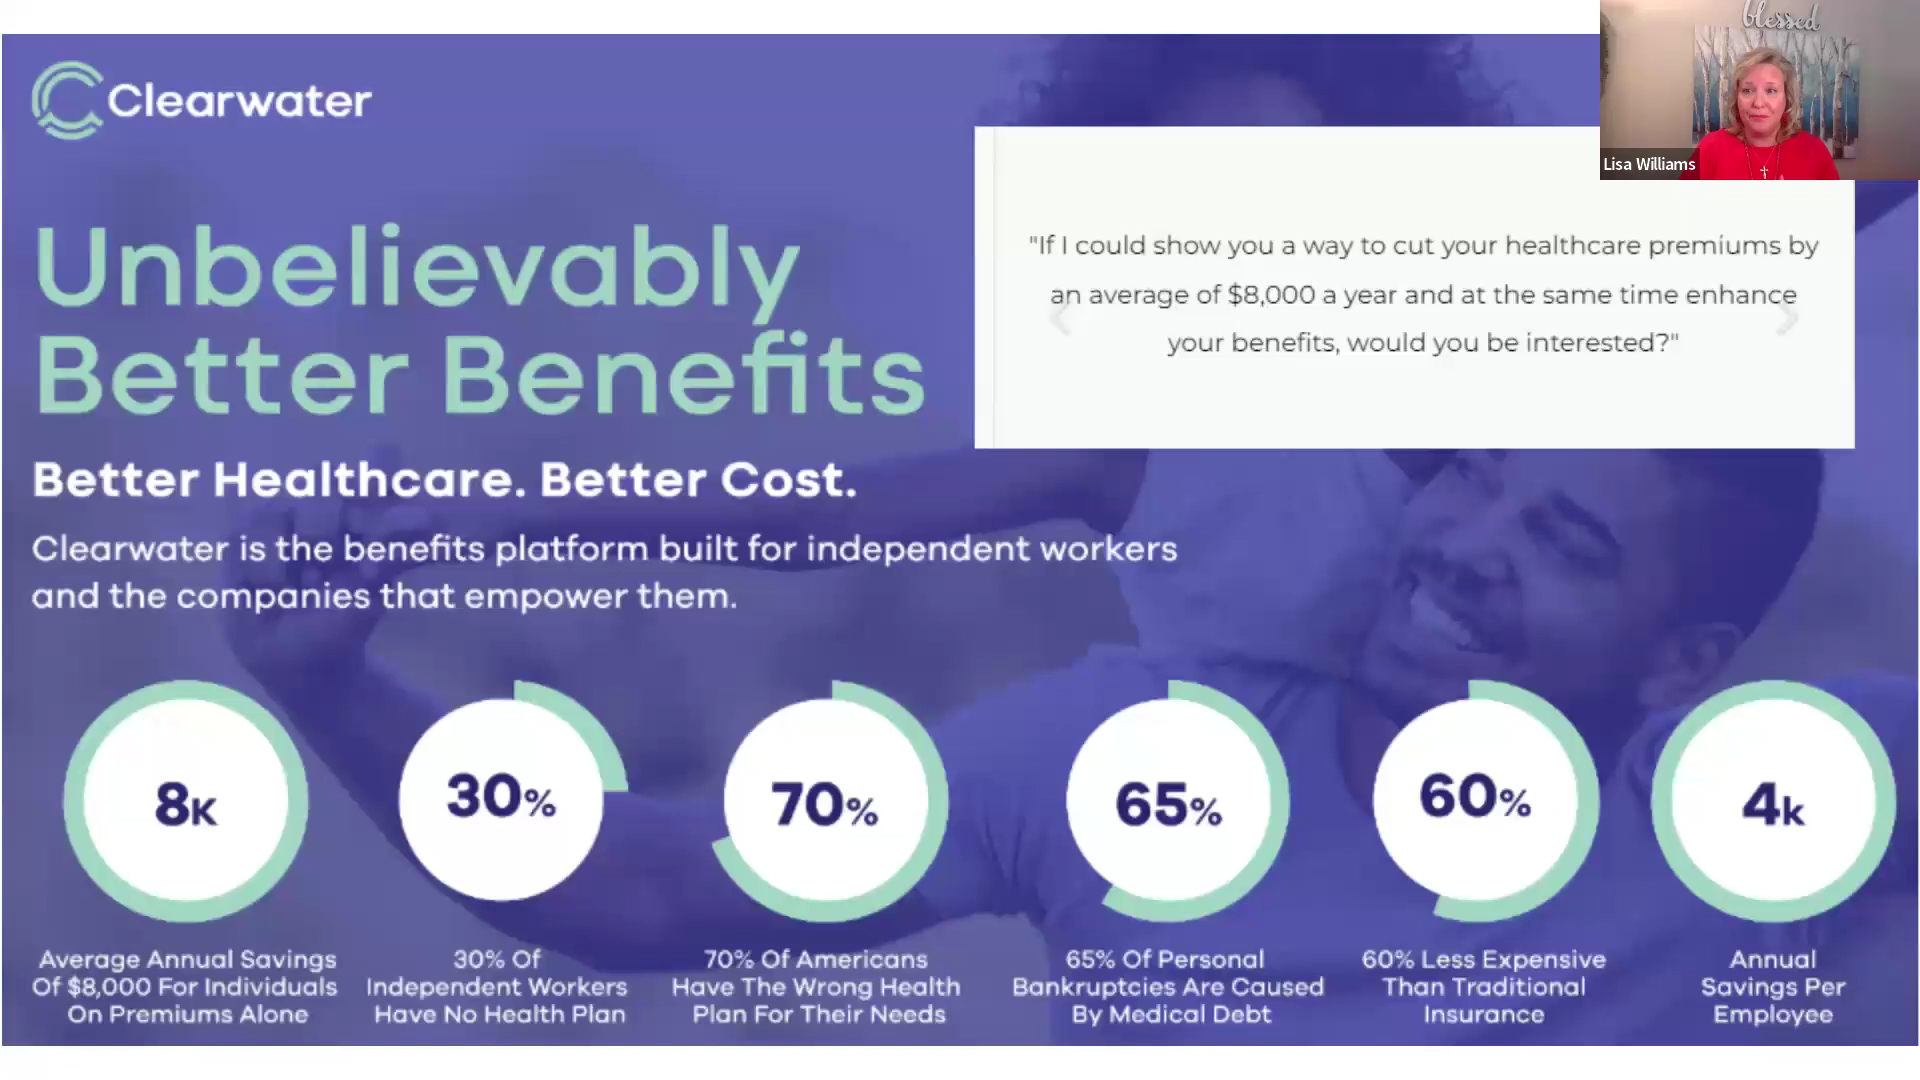 blessed
Lisa Williams
Clearwater
Unbelievably
Better Benefits
"If I could show you a way to cut your healthcare premiums by
an average of $8,000 a year and at the same time enhance
your benefits, would you be interested?"
Better Healthcare. Better Cost.
Clearwater is the benefits platform built for independent workers
and the companies that empower them.
8K
Average Annual Savings
Of $8,000 For Individuals
On Premiums Alone
30%
30% Of
Independent Workers
Have No Health Plan
70%
70% Of Americans
Have The Wrong Health
Plan For Their Needs
65%
65% Of Personal
Bankruptcies Are Caused
By Medical Debt
60%
60% Less Expensive
Than Traditional
Insurance
4k
Annual
Savings Per
Employee